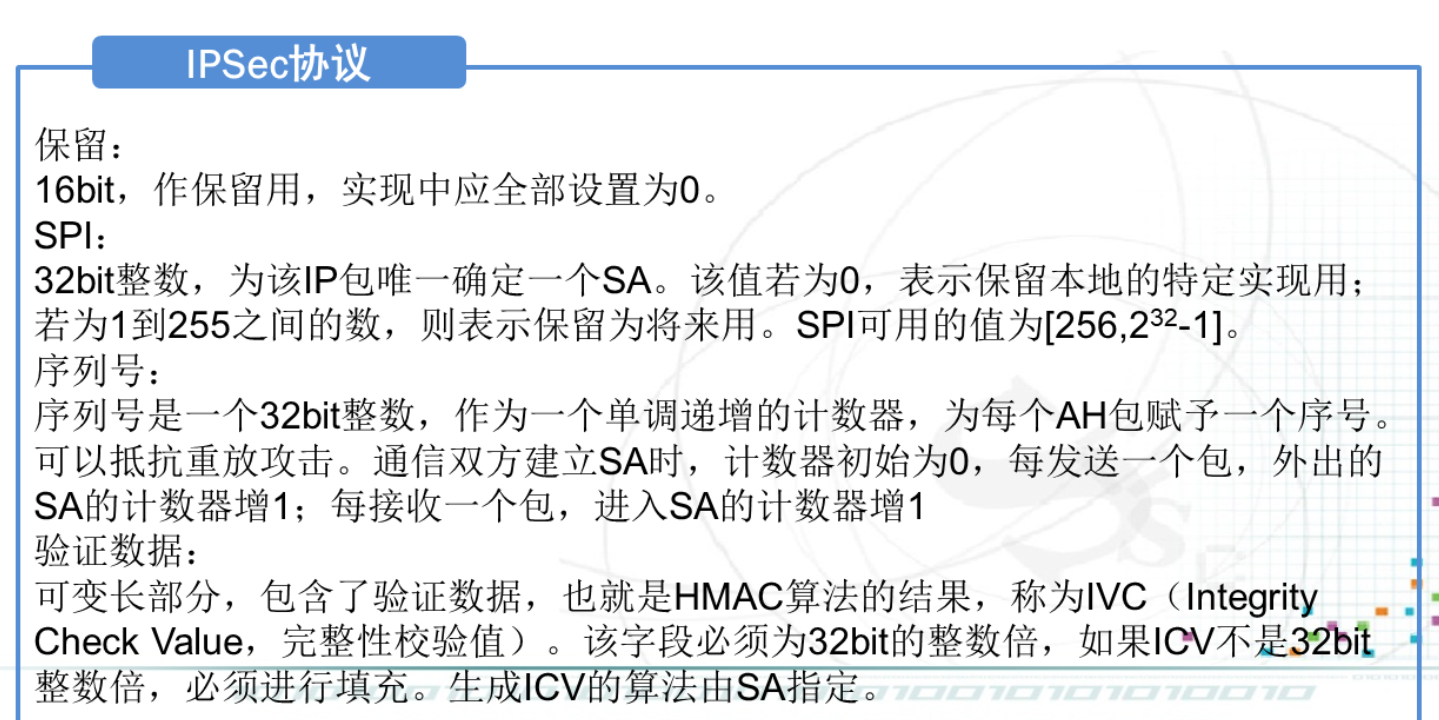 IPSec协议
保留：
16bit，作保留用，实现中应全部设置为0。
SPI：
32bit整数，为该IP包唯一确定一个SA。该值若为0，表示保留本地的特定实现用；
若为1到255之间的数，则表示保留为将来用。SPI可用的值为[256,2³²-1]。
序列号：
序列号是一个32bit整数，作为一个单调递增的计数器，为每个AH包赋予一个序号。
可以抵抗重放攻击。通信双方建立SA时，计数器初始为0，每发送一个包，外出的
SA的计数器增1；每接收一个包，进入SA的计数器增1
验证数据：
可变长部分，包含了验证数据，也就是HMAC算法的结果，称为IVC（Integrity
Check Value，完整性校验值）。该字段必须为32bit的整数倍，如果ICV不是32bit
整数倍，必须进行填充。生成ICV的算法由SA指定。